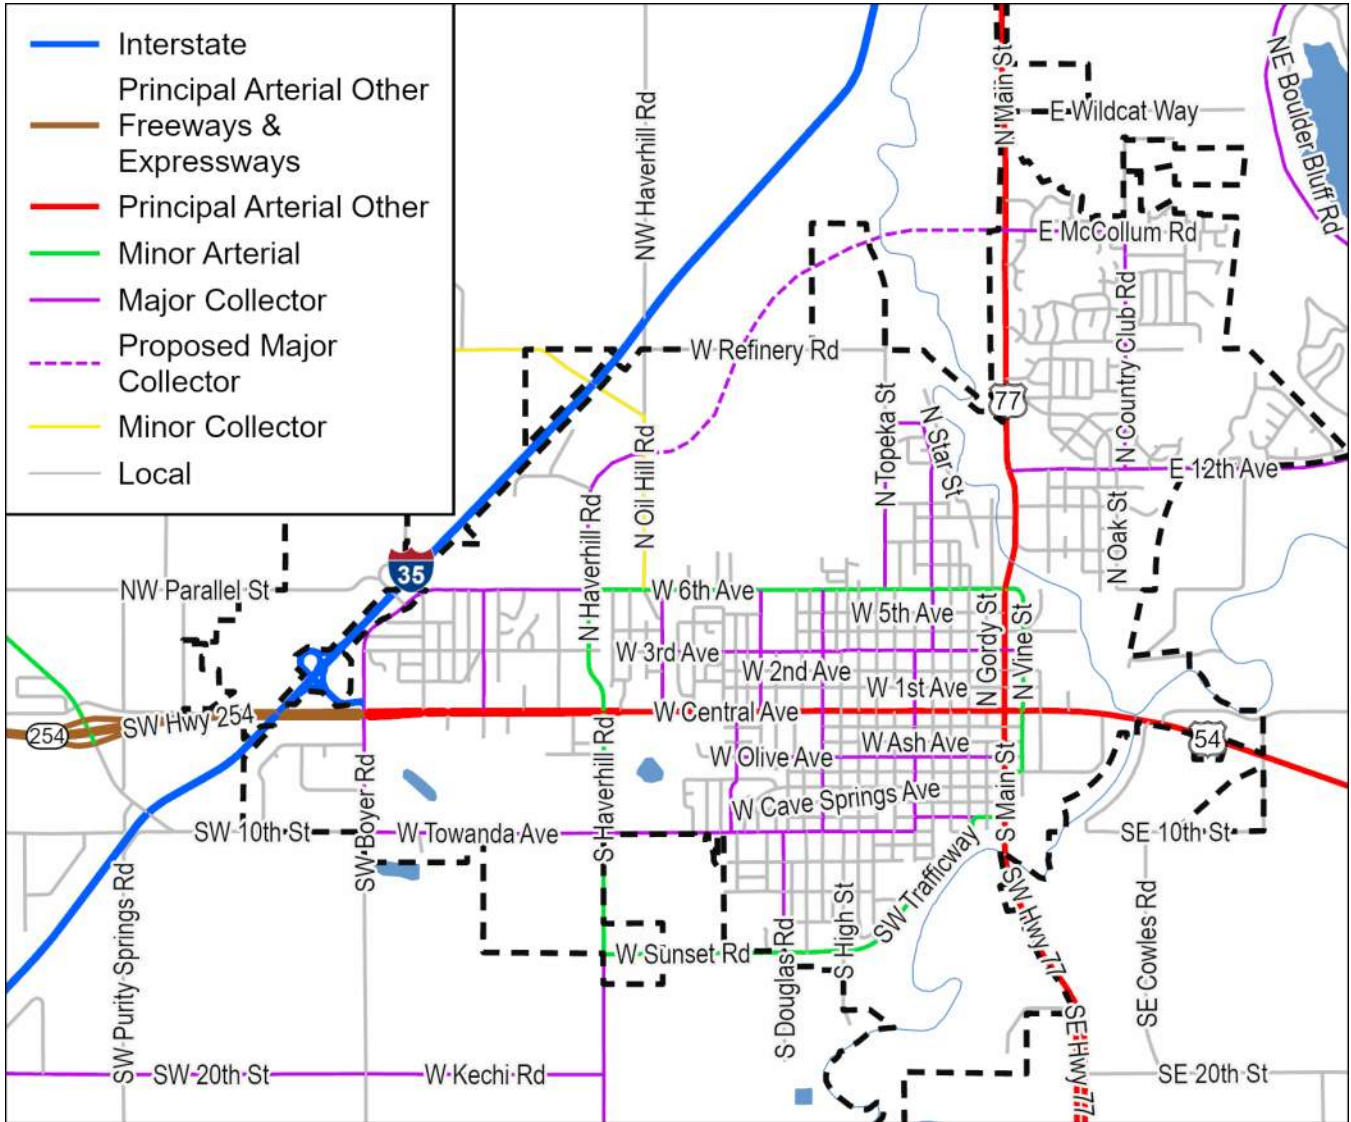 Interstate
Principal Arterial Other
Freeways &
Expressways
Principal Arterial Other
Minor Arterial
Major Collector
Proposed Major
Collector
Minor Collector
Local
NW Haverhill Rd
N Main St
E Wildcat Way
NE Boulder Bluff Rd
E McCollum Rd
N Country Club Rd
W Refinery Rd
77
N Topeka St
N Star St
E 12th Ave
N Oil Hill Rd
N Haverhill Rd
N Oak St
35
NW Parallel St
W 6th Ave
W 5th Ave
N Gordy St
N Vine St
W 3rd Ave
W 2nd Ave
W 1st Ave
SW Hwy 254
254
W Central Ave
W Ash Ave
54
W Olive Ave
SW Boyer Rd
S Haverhill Rd
S Main St
W Cave Springs Ave
SW 10th St
W Towanda Ave
SE 10th St
SW Purity Springs Rd
SW Trafficway
S High St
SW Hwy 77
SE Cowles Rd
W Sunset Rd
S Douglas Rd
SE Hwy 77
SW 20th St
W Kechi Rd
SE 20th St